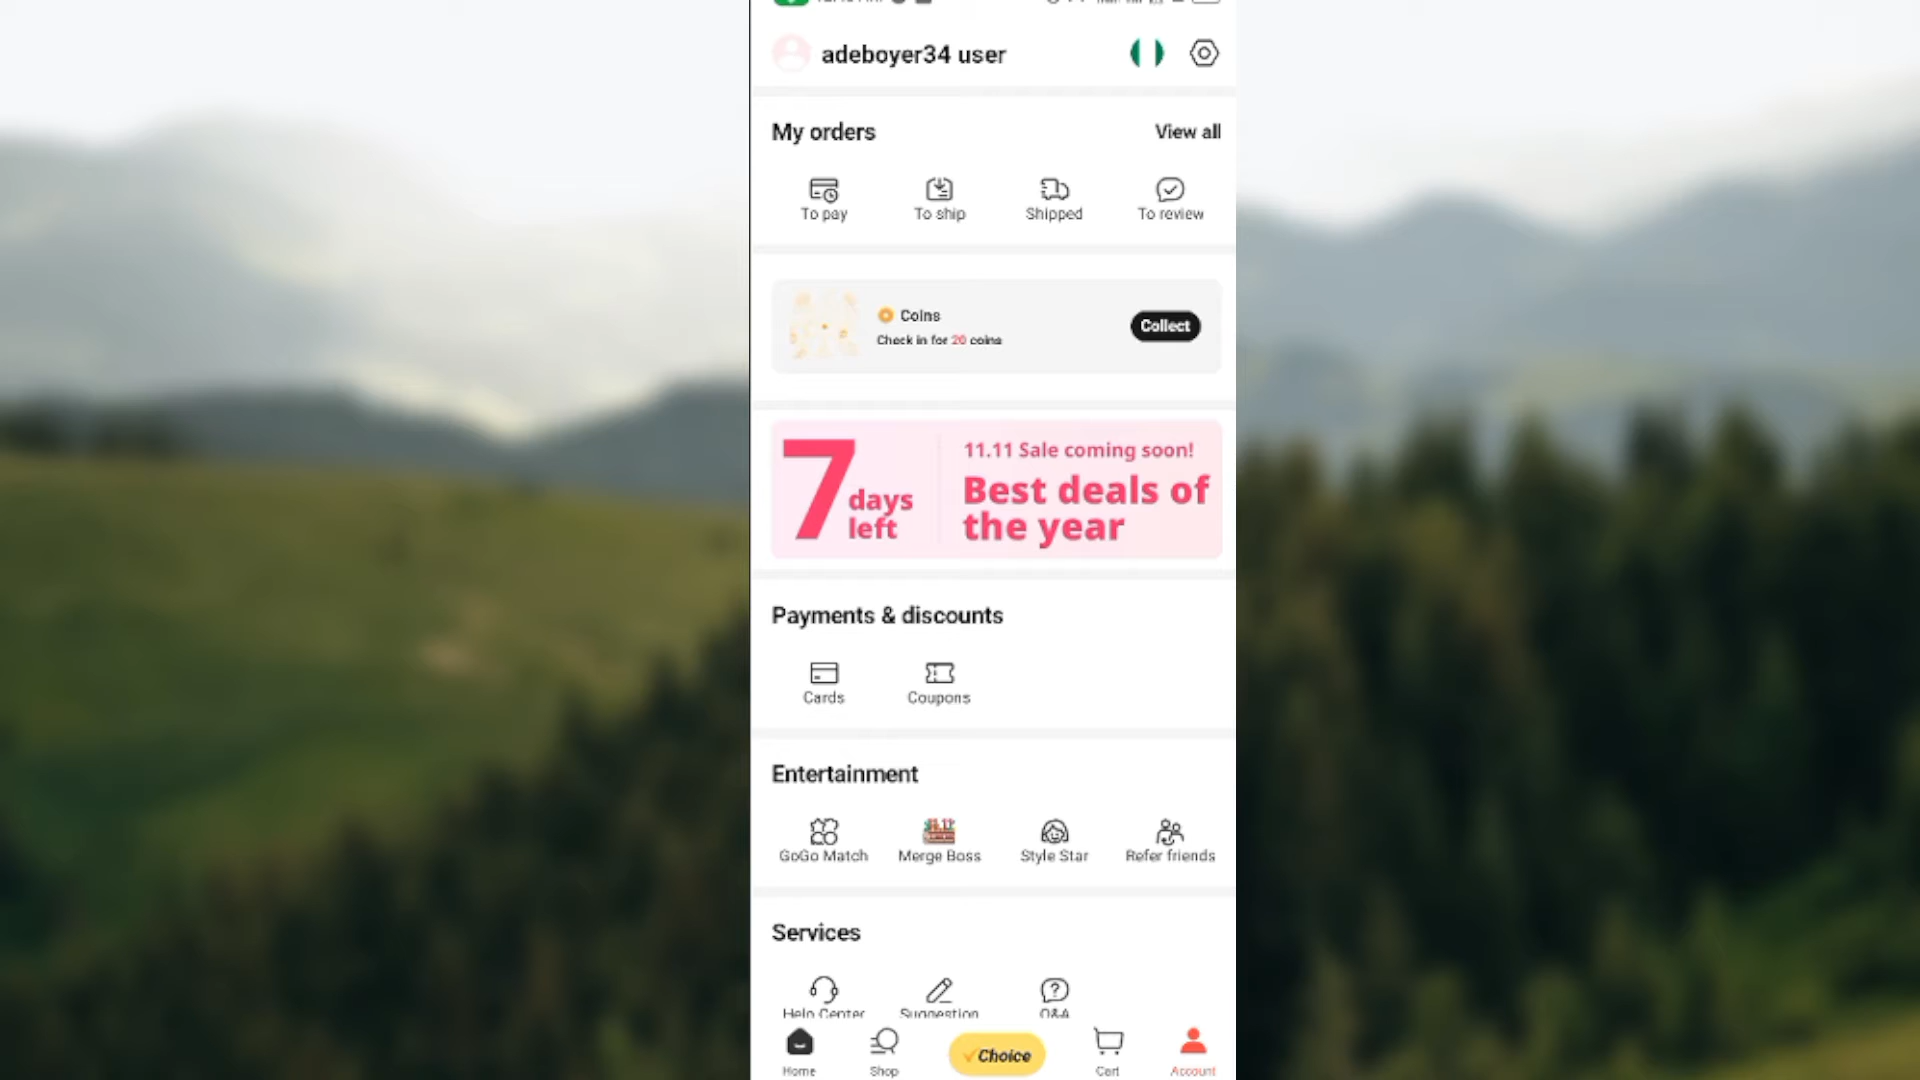 adeboyer34 user
My orders
View all
To pay
To ship
Shipped
To review
Coins
Check in for 20 coins
Collect
7 days left
11.11 Sale coming soon!
Best deals of
the year
Payments & discounts
Cards
Coupons
Entertainment
GoGo Match
Merge Boss
Style Star
Refer friends
Services
Help Center
Suggestion
Q&A
Home
Shop
Choice
Cart
Account